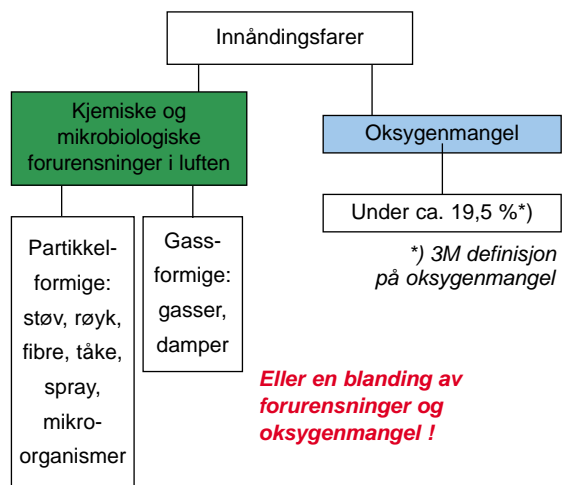 Innåndingsfarer
Kjemiske og
mikrobiologiske
forurensninger i luften
Oksygenmangel
Under ca. 19,5 %*)
*) 3M definisjon
på oksygenmangel
Partikkel-
formige:
støv, røyk,
fibre, tåke,
spray,
mikro-
organismer
Gass-
formige:
gasser,
damper
Eller en blanding av
forurensninger og
oksygenmangel !